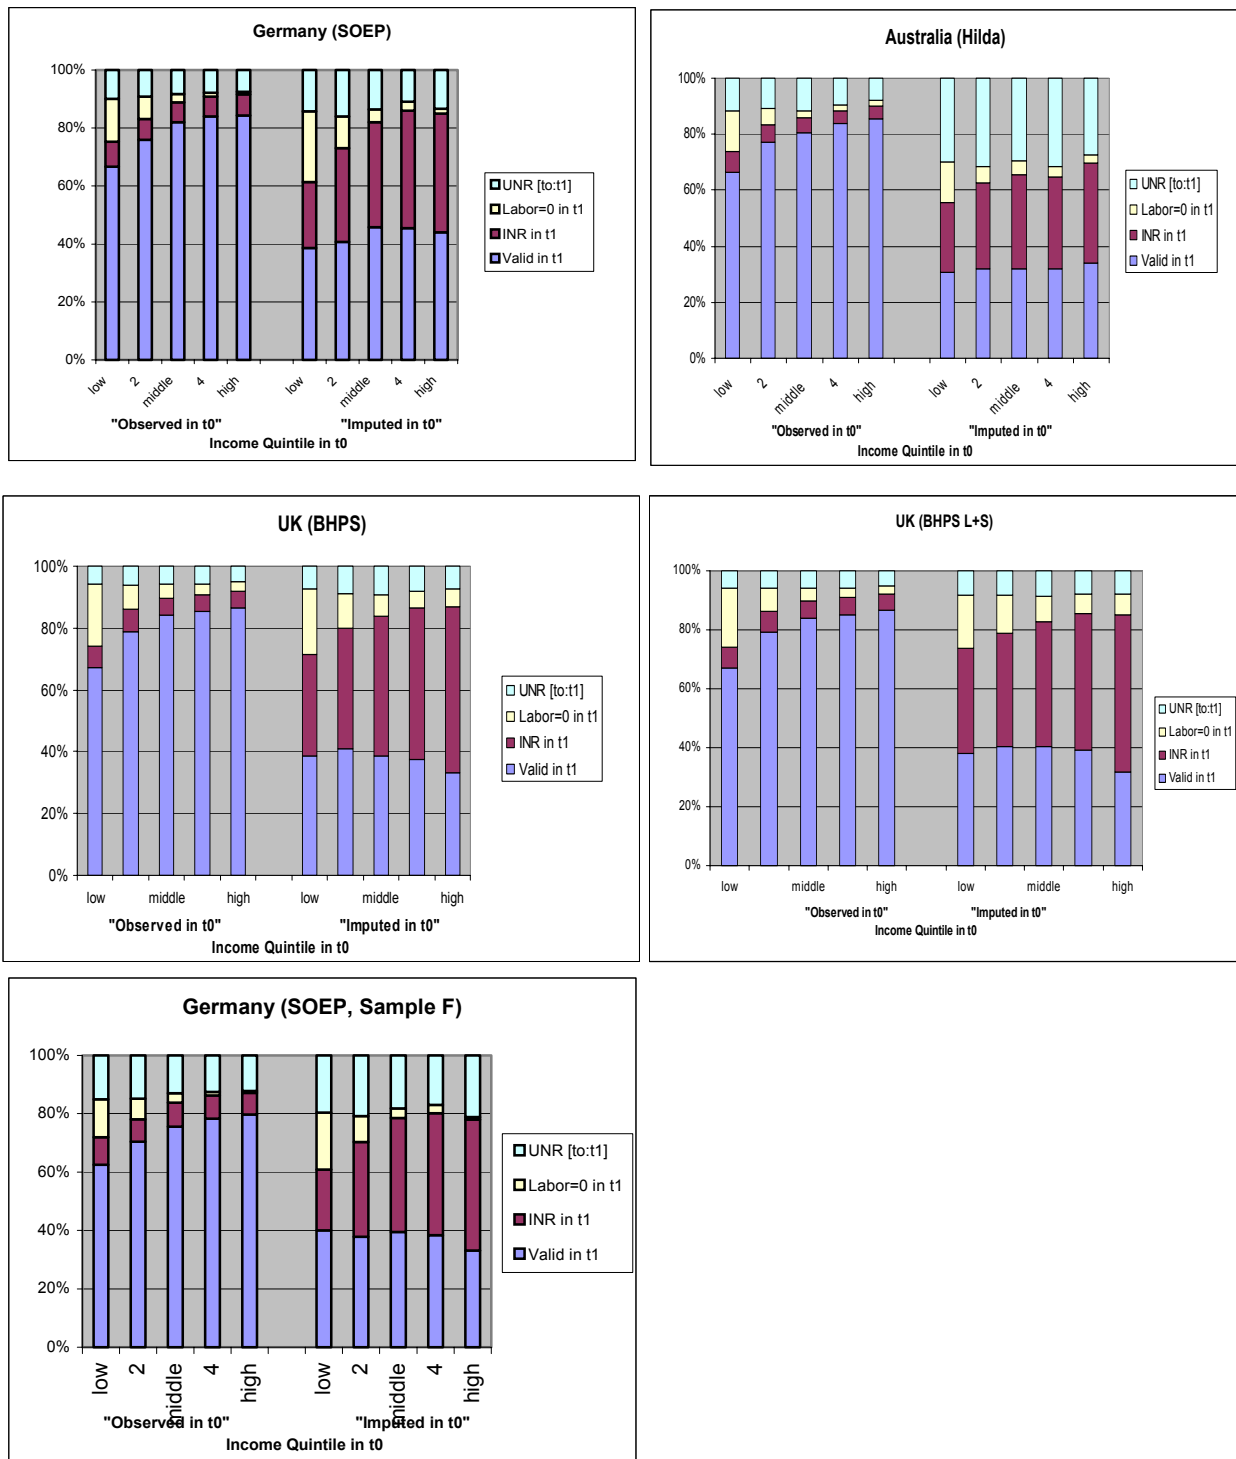 Germany (SOEP)
100%
80%
60%
40%
20%
0%
low 2 middle 4 high low 2 middle 4 high
"Observed in t0" "Imputed in t0"
Income Quintile in t0
UNR [to:t1]
Labor=0 in t1
INR in t1
Valid in t1
Australia (Hilda)
100%
80%
60%
40%
20%
0%
low 2 middle 4 high low 2 middle 4 high
"Observed in t0" "Imputed in t0"
Income Quintile in t0
UNR [to:t1]
Labor=0 in t1
INR in t1
Valid in t1
UK (BHPS)
100%
80%
60%
40%
20%
0%
low middle high low middle high
"Observed in t0" "Imputed in t0"
Income Quintile in t0
UNR [to:t1]
Labor=0 in t1
INR in t1
Valid in t1
UK (BHPS L+S)
100%
80%
60%
40%
20%
0%
low middle high low middle high
"Observed in t0" "Imputed in t0"
Income Quintile in t0
UNR [to:t1]
Labor=0 in t1
INR in t1
Valid in t1
Germany (SOEP, Sample F)
100%
80%
60%
40%
20%
0%
low 2 middle 4 high low 2 middle 4 high
"Observed in t0" "Imputed in t0"
Income Quintile in t0
UNR [to:t1]
Labor=0 in t1
INR in t1
Valid in t1